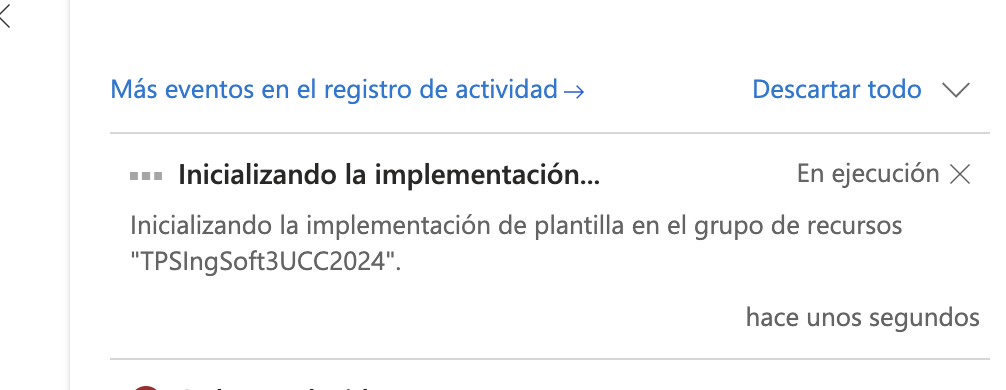 Más eventos en el registro de actividad →
Descartar todo
Inicializando la implementación...
En ejecución
Inicializando la implementación de plantilla en el grupo de recursos
"TPSIngSoft3UCC2024".
hace unos segundos